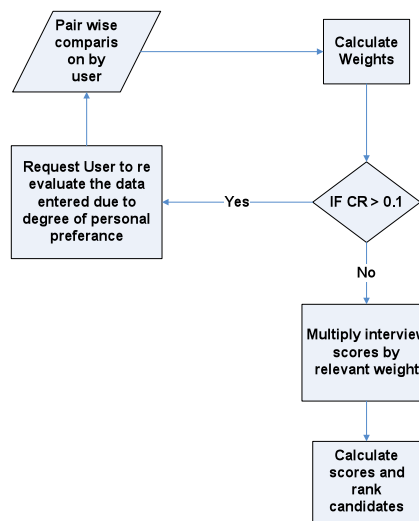 Pair wise
comparis
on by
user
Calculate
Weights
Request User to re
evaluate the data
entered due to
degree of personal
preferance
Yes
IF CR > 0.1
No
Multiply interview
scores by
relevant weight
Calculate
scores and
rank
candidates